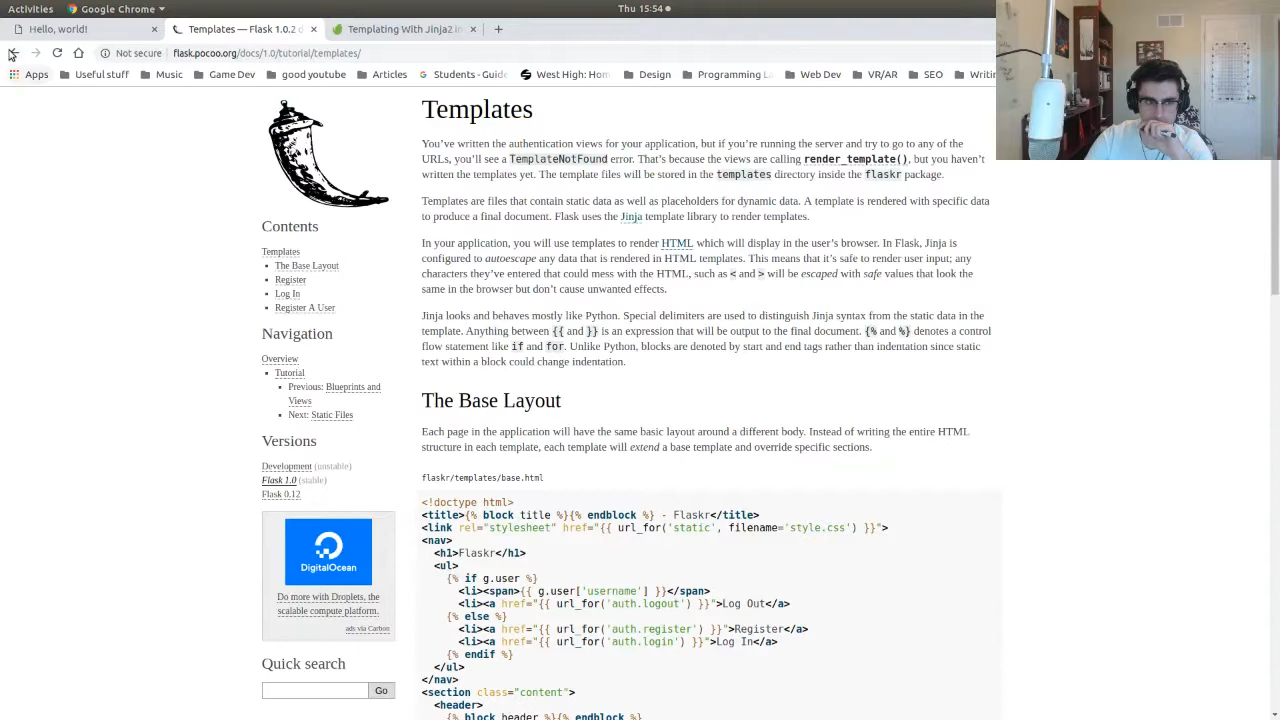 Activities
Google Chrome
Thu 15:54
Hello, world!
Templates — Flask 1.0.2 d
Templating With Jinja2 in
Not secure
flask.pocoo.org/docs/1.0/tutorial/templates/
Apps
Useful stuff
Music
Game Dev
good youtube
Articles
Students - Guide
West High: Hom
Design
Programming La
Web Dev
VR/AR
SEO
Writin
Templates
You've written the authentication views for your application, but if you're running the server and try to go to any of the
URLs, you'll see a TemplateNotFound error. That's because the views are calling render_template(), but you haven't
written the templates yet. The template files will be stored in the templates directory inside the flaskr package.
Templates are files that contain static data as well as placeholders for dynamic data. A template is rendered with specific data
to produce a final document. Flask uses the Jinja template library to render templates.
In your application, you will use templates to render HTML which will display in the user's browser. In Flask, Jinja is
configured to autoescape any data that is rendered in HTML templates. This means that it's safe to render user input; any
characters they've entered that could mess with the HTML, such as < and > will be escaped with safe values that look the
same in the browser but don't cause unwanted effects.
Jinja looks and behaves mostly like Python. Special delimiters are used to distinguish Jinja syntax from the static data in the
template. Anything between {{ and }} is an expression that will be output to the final document. {% and %} denotes a control
flow statement like if and for. Unlike Python, blocks are denoted by start and end tags rather than indentation since static
text within a block could change indentation.
The Base Layout
Each page in the application will have the same basic layout around a different body. Instead of writing the entire HTML
structure in each template, each template will extend a base template and override specific sections.
flaskr/templates/base.html
<!doctype html>
<title>{% block title %}{% endblock %} - Flaskr</title>
<link rel="stylesheet" href="{{ url_for('static', filename='style.css') }}">
<nav>
<h1>Flaskr</h1>
<ul>
{% if g.user %}
<li><span>{{ g.user['username'] }}</span>
<li><a href="{{ url_for('auth.logout') }}">Log Out</a>
{% else %}
<li><a href="{{ url_for('auth.register') }}">Register</a>
<li><a href="{{ url_for('auth.login') }}">Log In</a>
{% endif %}
</ul>
</nav>
<section class="content">
<header>
{% block header %}{% endblock %}
Contents
Templates
The Base Layout
Register
Log In
Register A User
Navigation
Overview
Tutorial
Previous: Blueprints and
Views
Next: Static Files
Versions
Development (unstable)
Flask 1.0 (stable)
Flask 0.12
DigitalOcean
Do more with Droplets, the
scalable compute platform.
ads via Carbon
Quick search
Go